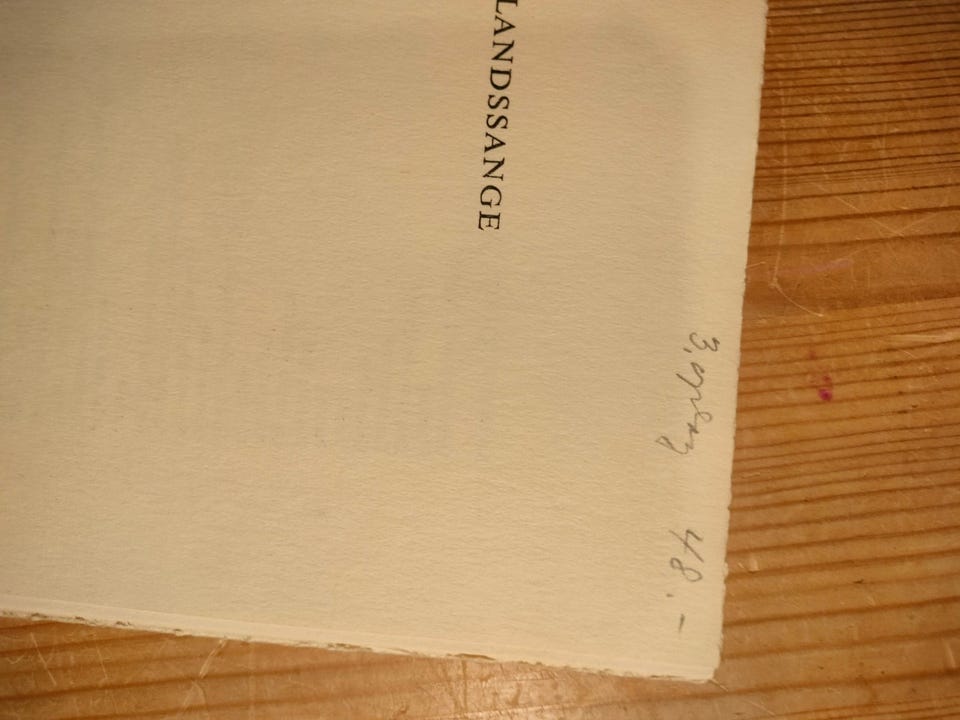 LANDSSANGE
3, oplag 48.-